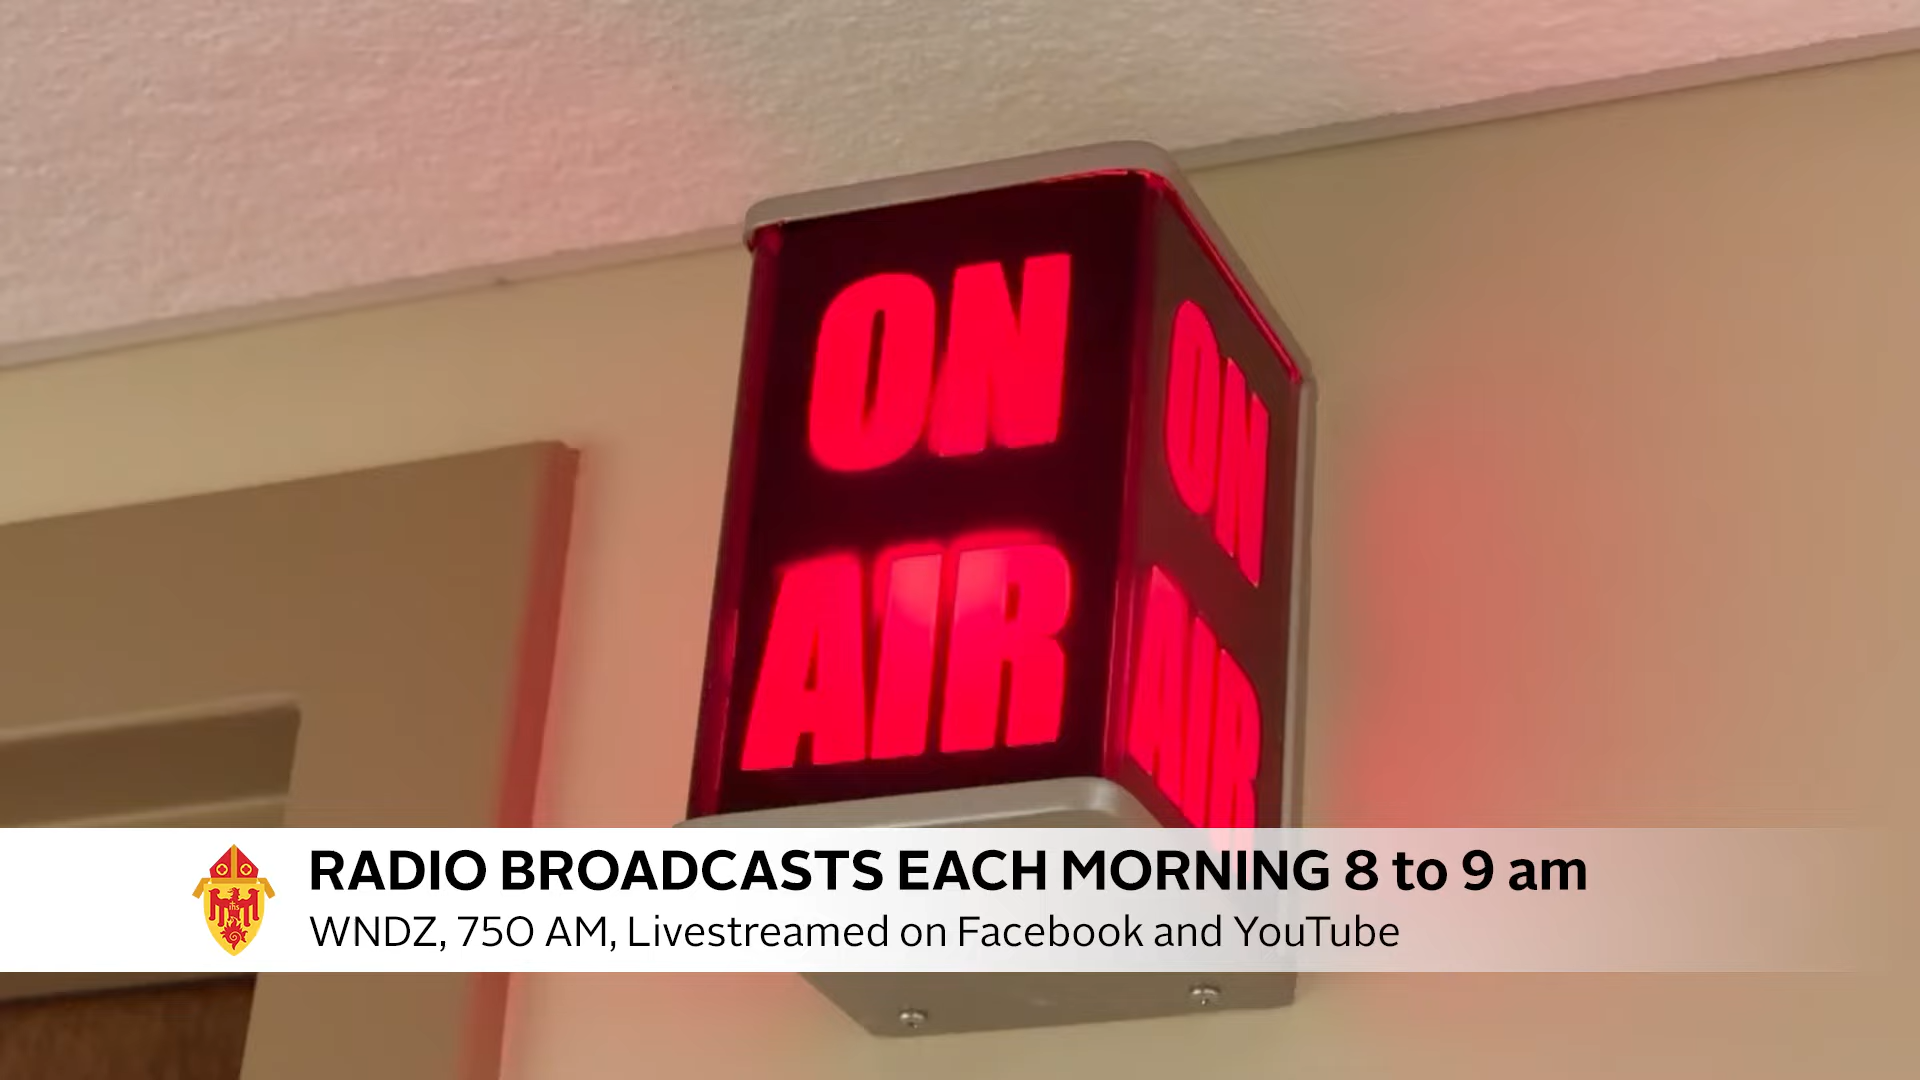 ON
AIR
ON
AIR
RADIO BROADCASTS EACH MORNING 8 to 9 am
WNDZ, 750 AM, Livestreamed on Facebook and YouTube
ihs